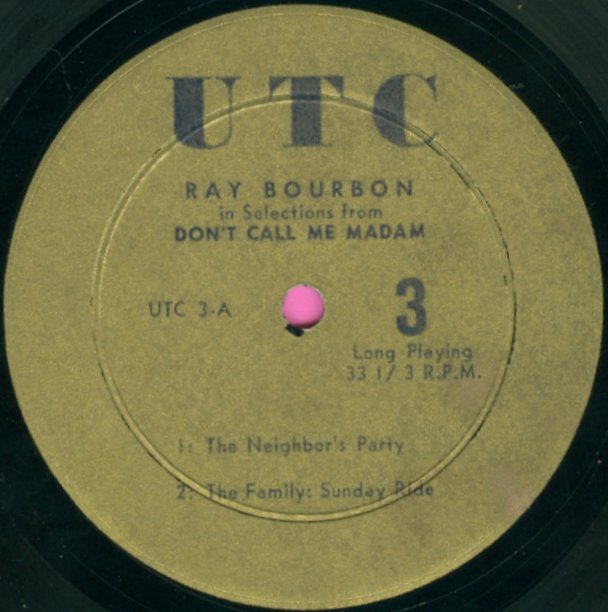 UTC
RAY BOURBON
in Selections from
DON'T CALL ME MADAM
UTC 3-A
3
Long Playing
33 1/3 R.P.M.
1: The Neighbor's Party
2: The Family: Sunday Ride